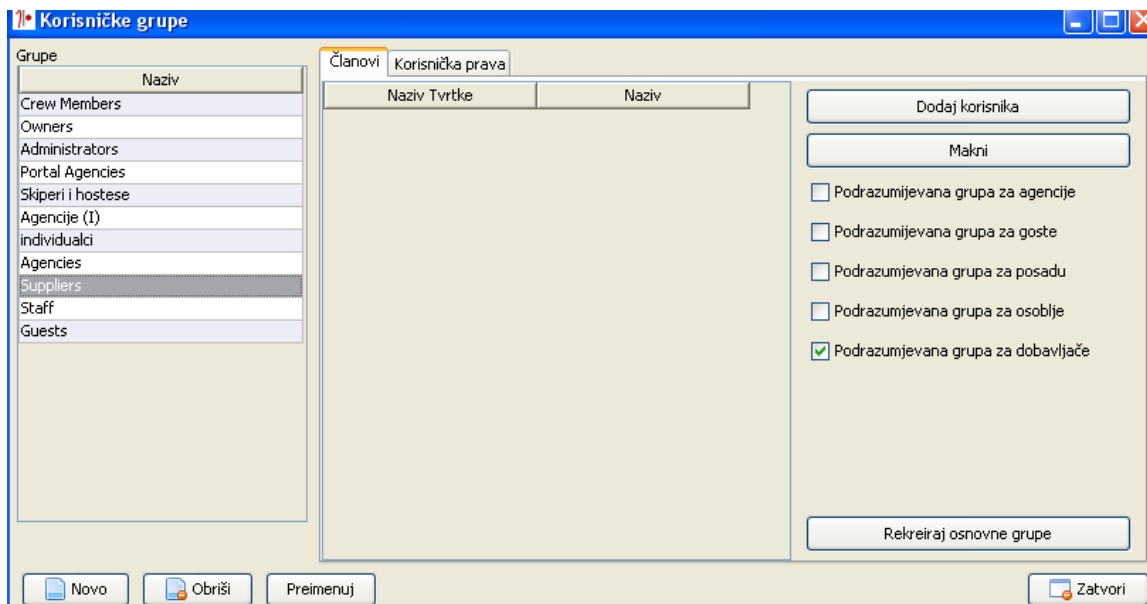 Korisničke grupe
Grupe
Naziv
Crew Members
Owners
Administrators
Portal Agencies
Skiperi i hostese
Agencije (I)
individualci
Agencies
Suppliers
Staff
Guests
Članovi Korisnička prava
Naziv Tvrtke Naziv
Dodaj korisnika
Makni
Podrazumijevana grupa za agencije
Podrazumijevana grupa za goste
Podrazumjevana grupa za posadu
Podrazumjevana grupa za osoblje
Podrazumjevana grupa za dobavljače
Rekreiraj osnovne grupe
Novo Obriši Preimenuj Zatvori